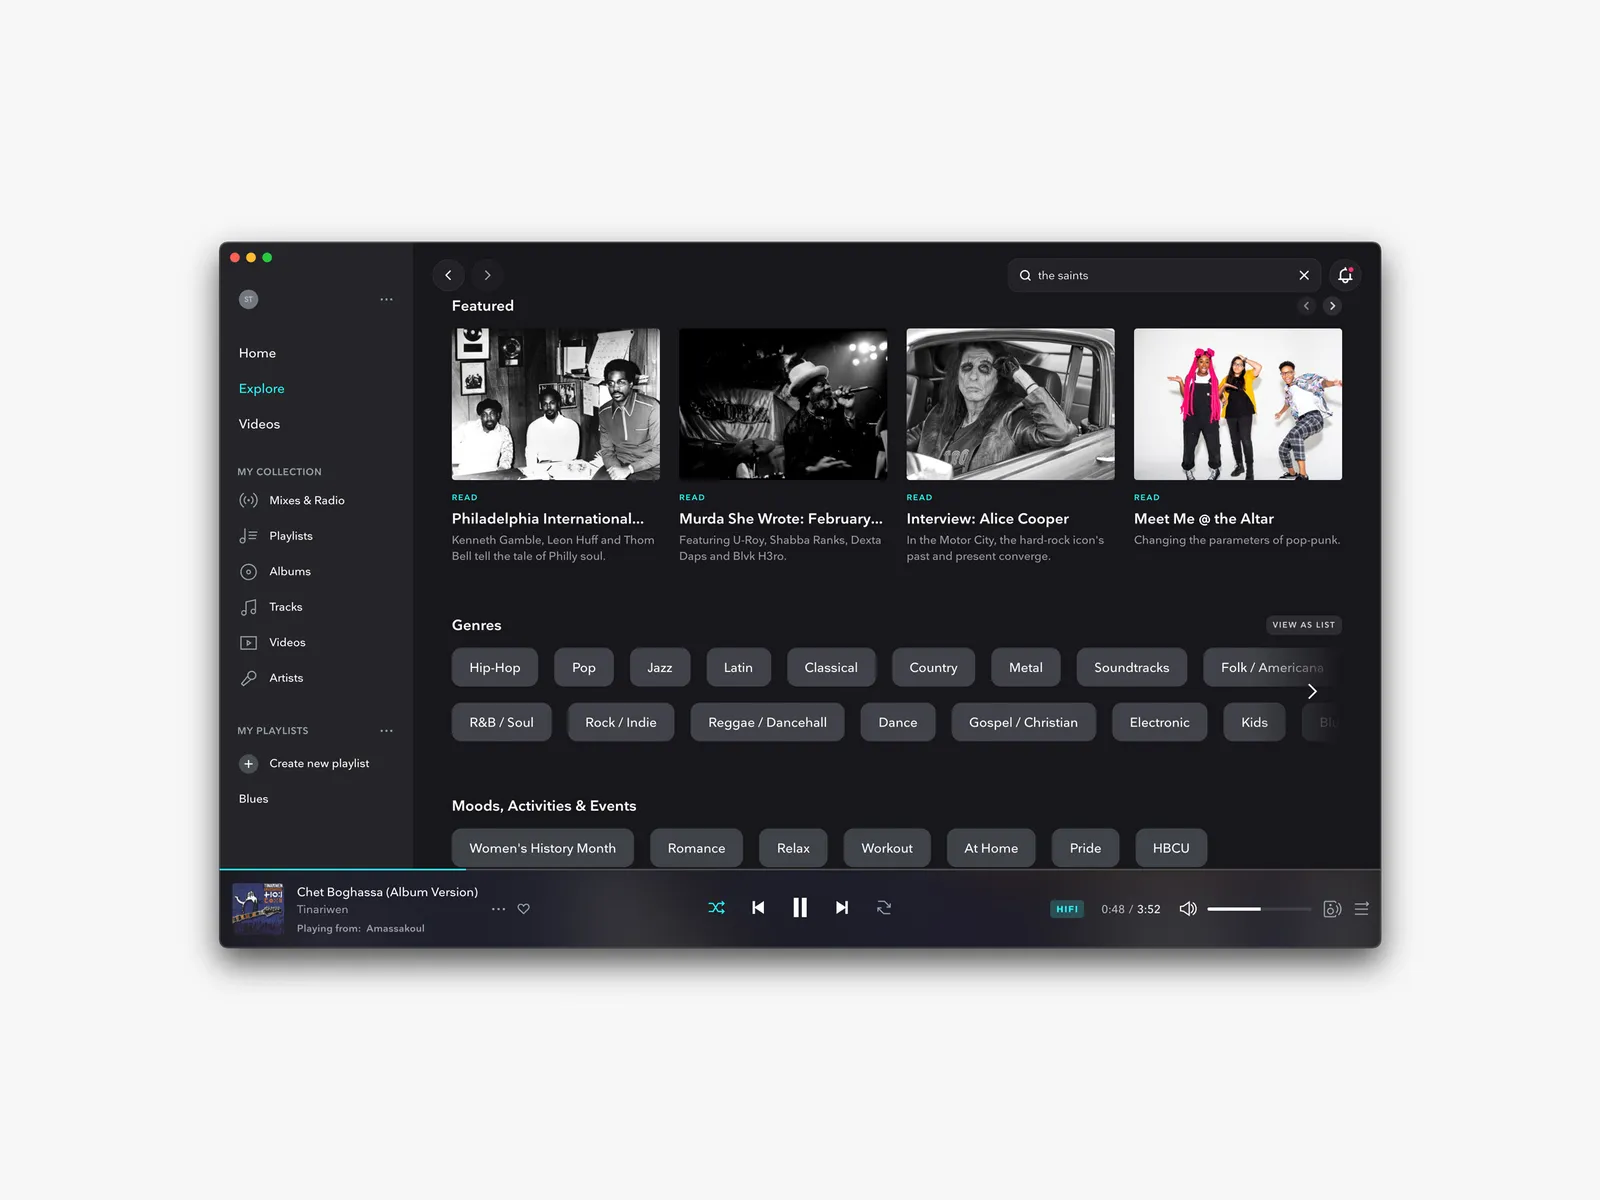 the saints
ST
Home
Explore
Videos
MY COLLECTION
Mixes & Radio
Playlists
Albums
Tracks
Videos
Artists
MY PLAYLISTS
Create new playlist
Blues
Featured
READ
Philadelphia International...
Kenneth Gamble, Leon Huff and Thom
Bell tell the tale of Philly soul.
READ
Murda She Wrote: February...
Featuring U-Roy, Shabba Ranks, Dexta
Daps and Blvk H3ro.
READ
Interview: Alice Cooper
In the Motor City, the hard-rock icon's
past and present converge.
READ
Meet Me @ the Altar
Changing the parameters of pop-punk.
Genres
VIEW AS LIST
Hip-Hop
Pop
Jazz
Latin
Classical
Country
Metal
Soundtracks
Folk / Americana
R&B / Soul
Rock / Indie
Reggae / Dancehall
Dance
Gospel / Christian
Electronic
Kids
Blu
Moods, Activities & Events
Women's History Month
Romance
Relax
Workout
At Home
Pride
HBCU
Chet Boghassa (Album Version)
Tinariwen
Playing from: Amassakoul
HIFI
0:48 / 3:52